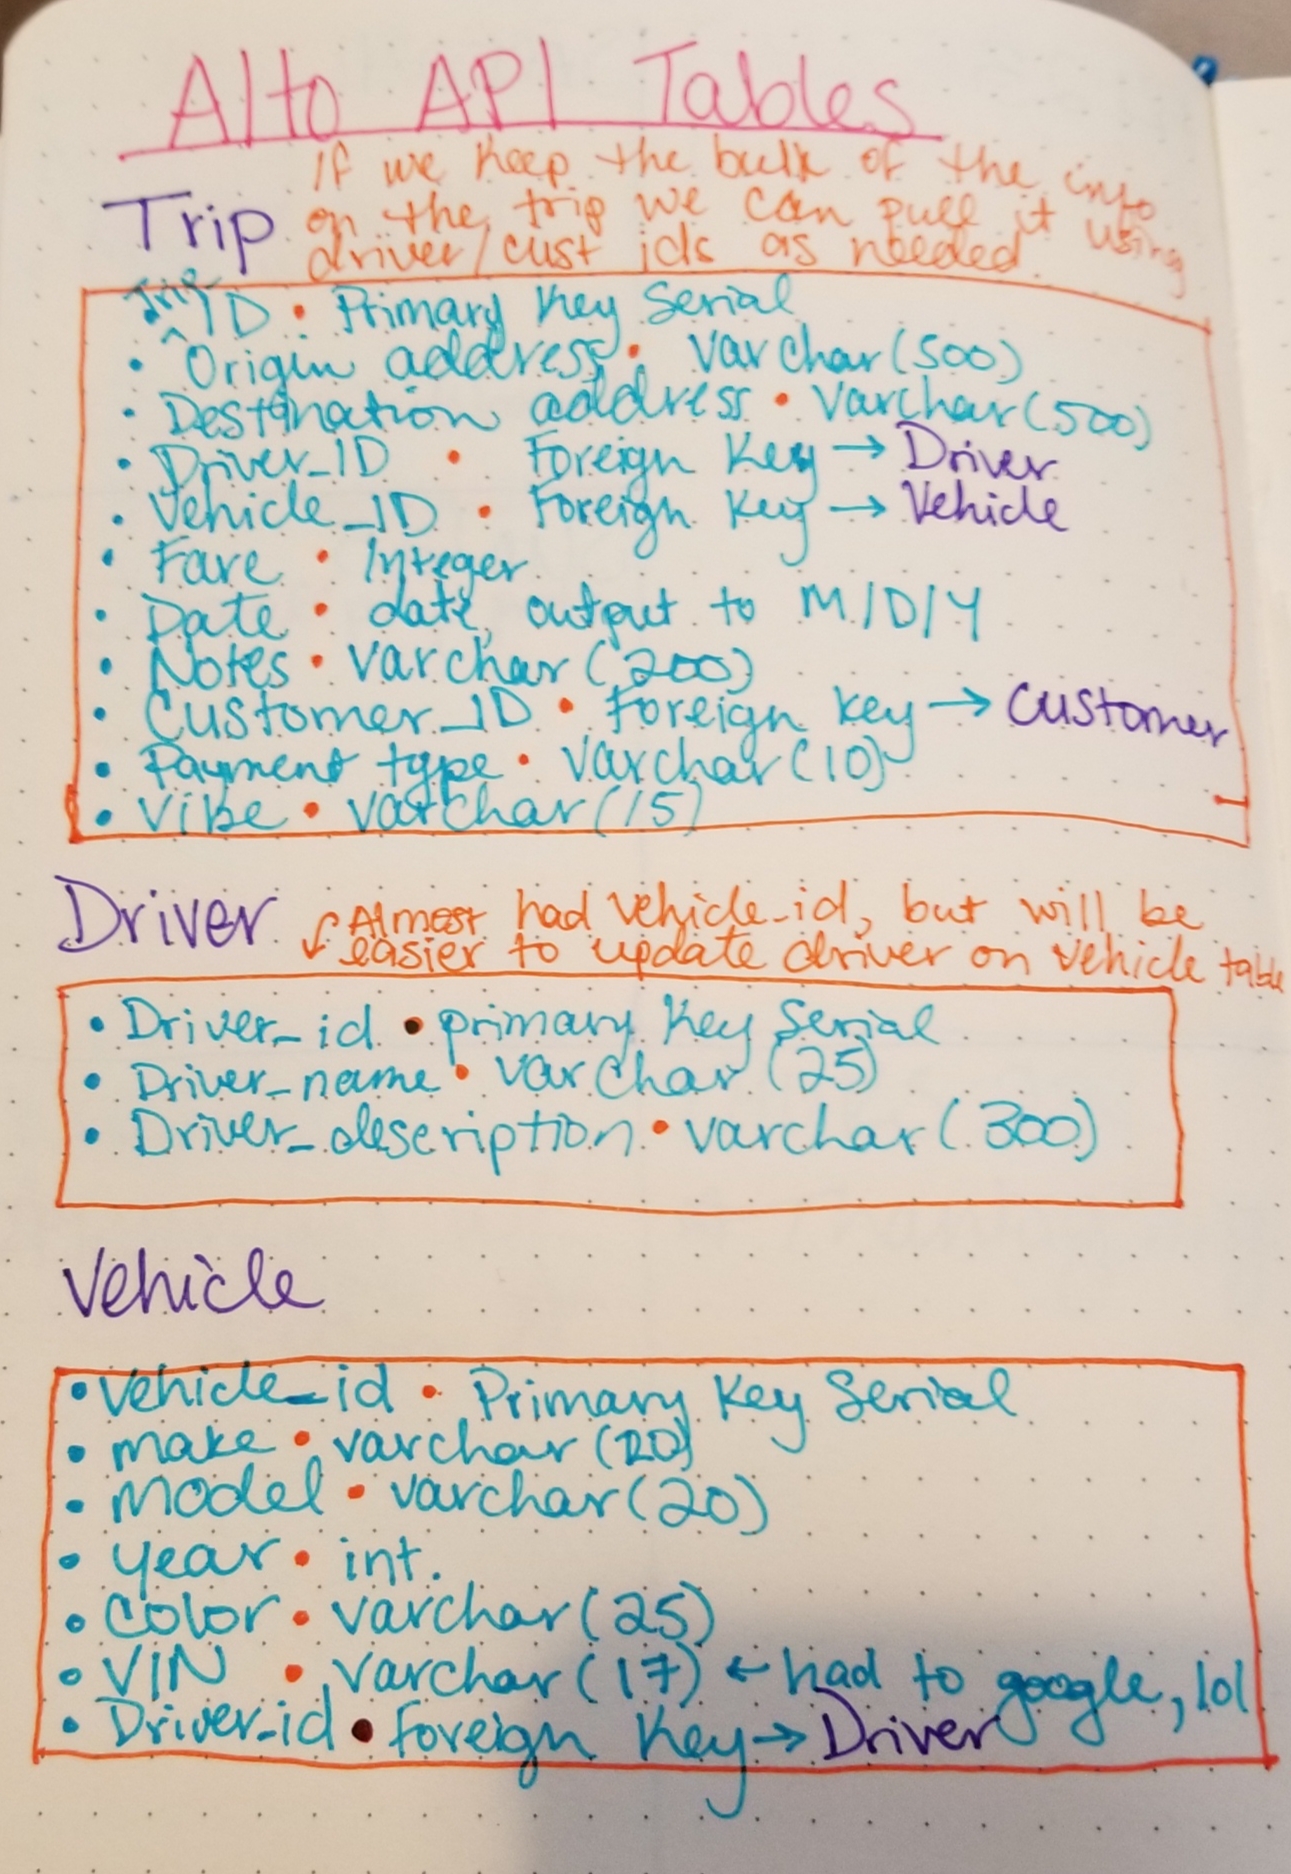 Alto API Tables
Trip
If we keep the bulk of the info
on the trip we can pull it using
driver/cust ids as needed.
Trip ID • Primary Key Serial
• Origin address • Varchar(500)
• Destination address • Varchar(500)
• Driver_ID • Foreign Key → Driver
• Vehicle_ID • Foreign Key → Vehicle
• Fare • Integer
• Date • date, output to M/D/Y
• Notes • Varchar(200)
• Customer_ID • Foreign key → Customer
• Payment type • Varchar(10)
• Vibe • varchar(15)
Driver
Almost had vehicle_id, but will be
easier to update driver on vehicle table
• Driver_id • primary Key Serial
• Driver_name • varchar (25)
• Driver_description • varchar (300)
Vehicle
• Vehicle_id • Primary Key Serial
• make • varchar (20)
• model • varchar(20)
• year • int.
• color • varchar(25)
• VIN • varchar(17) ← had to google, lol
• Driver_id • foreign Key → Driver